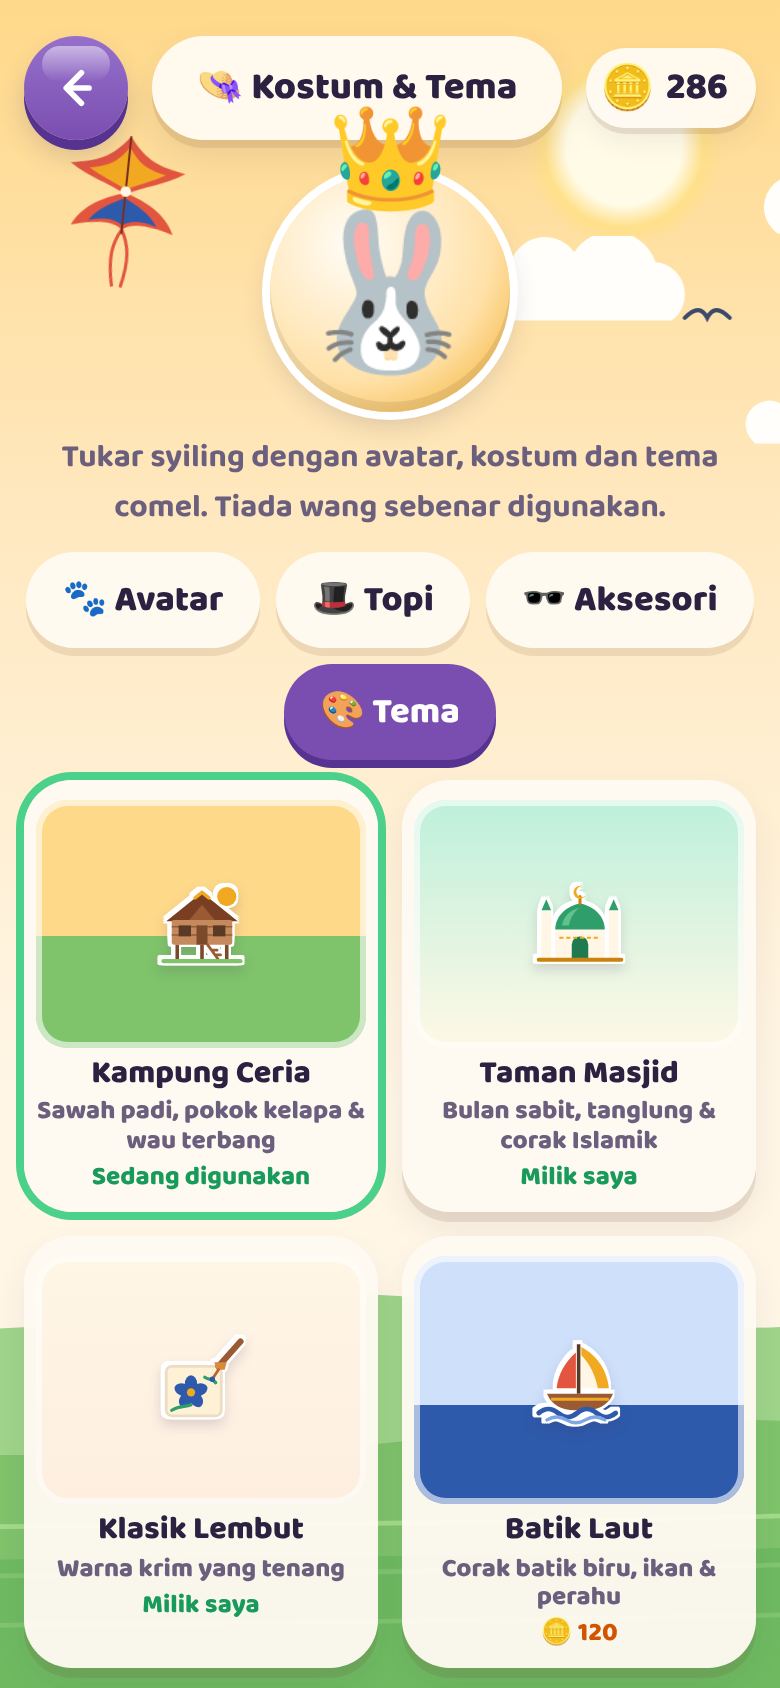 Kostum & Tema
286
Tukar syiling dengan avatar, kostum dan tema
comel. Tiada wang sebenar digunakan.
Avatar
Topi
Aksesori
Tema
Kampung Ceria
Sawah padi, pokok kelapa &
wau terbang
Sedang digunakan
Taman Masjid
Bulan sabit, tanglung &
corak Islamik
Milik saya
Klasik Lembut
Warna krim yang tenang
Milik saya
Batik Laut
Corak batik biru, ikan &
perahu
120